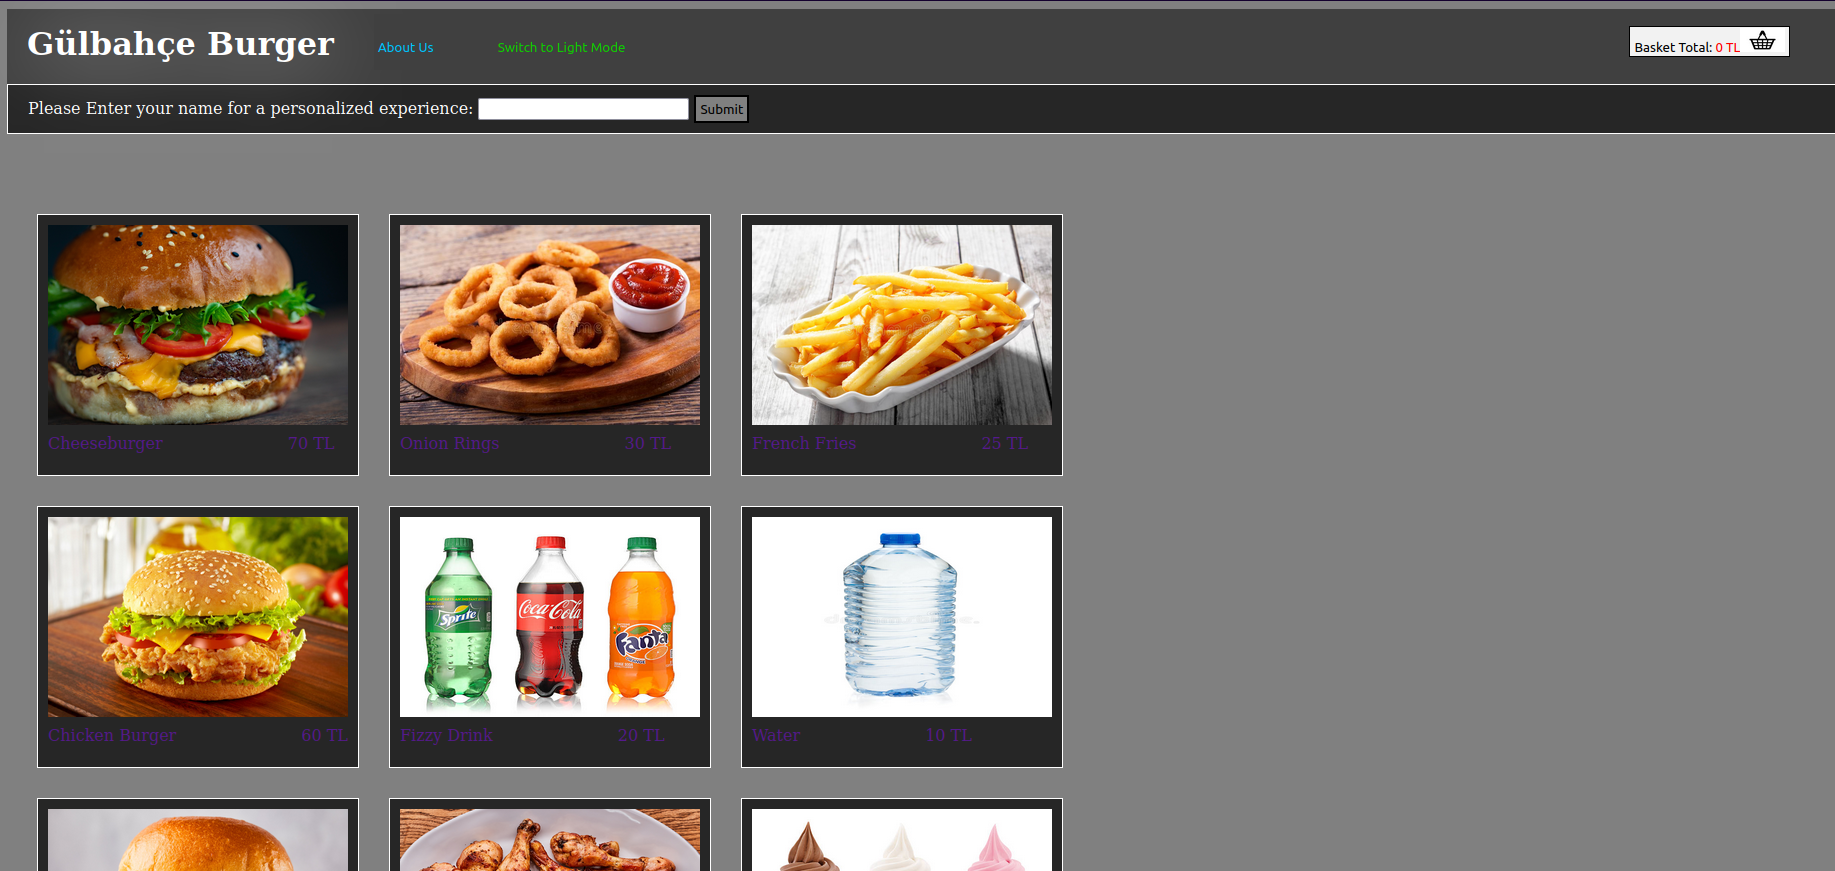 Gülbahçe Burger
About Us
Switch to Light Mode
Basket Total: 0 TL
Please Enter your name for a personalized experience:
Submit
Cheeseburger 70 TL
Onion Rings 30 TL
French Fries 25 TL
Sprite
Coca-Cola
Fanta
Chicken Burger 60 TL
Fizzy Drink 20 TL
Water 10 TL